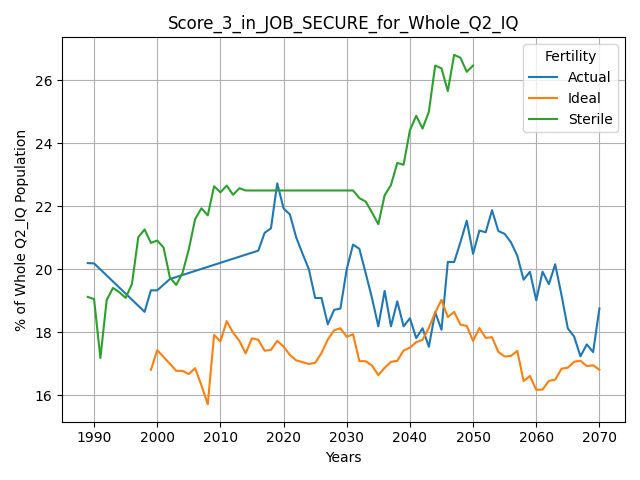 Score_3_in_JOB_SECURE_for_Whole_Q2_IQ
% of Whole Q2_IQ Population
26
24
22
20
18
16
Fertility
Actual
Ideal
Sterile
1990 2000 2010 2020 2030 2040 2050 2060 2070
Years